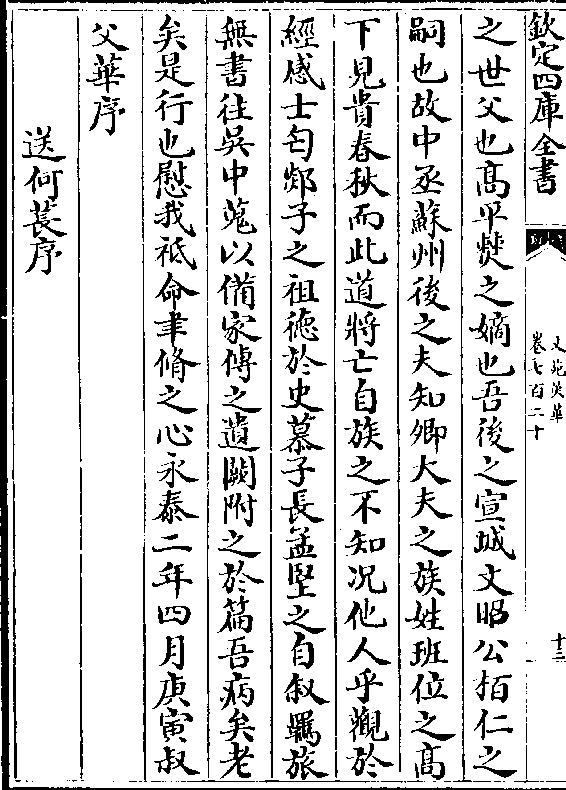 欽定四庫全書
文苑英華
卷七百二十
十三
之世父也髙平㷱之嫡也吾後之宣城文昭公栢仁之
嗣也故中丞蘇州後之夫知卿大夫之族姓班位之髙
下見貴春秋而此道將亡自族之不知况他人乎觀於
經感士匄郯子之祖徳於史慕子長孟堅之自叙羈旅
無書往吳中蒐以備家傳之遺闕附之於篇吾病矣老
矣是行也慰我祗命聿脩之心永泰二年四月庚寅叔
父華序
送何萇序